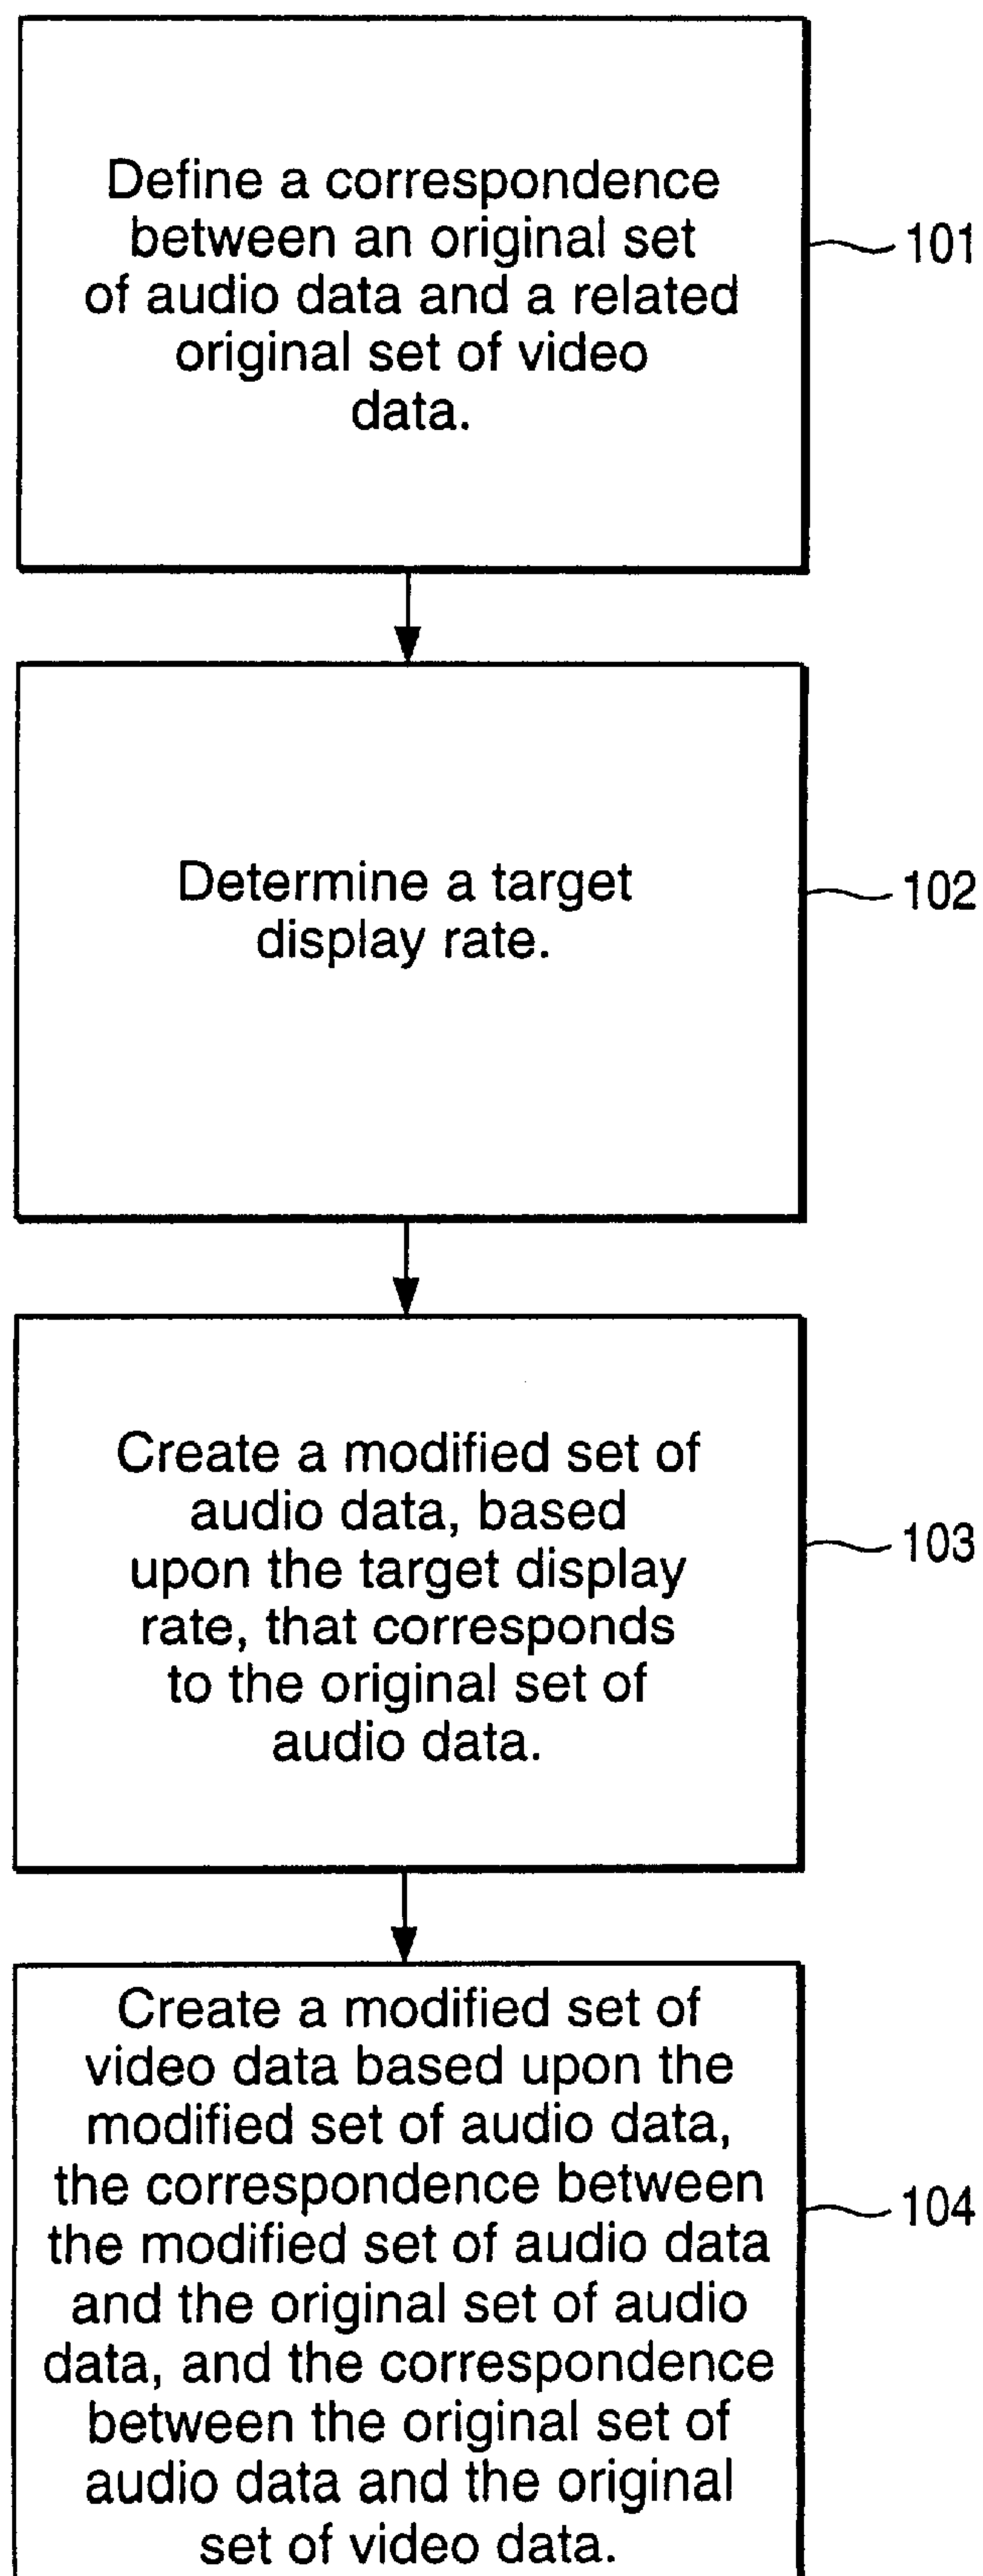 Define a correspondence
between an original set
of audio data and a related
original set of video
data.
101
Determine a target
display rate.
102
Create a modified set of
audio data, based
upon the target display
rate, that corresponds
to the original set of
audio data.
103
Create a modified set of
video data based upon the
modified set of audio data,
the correspondence between
the modified set of audio data
and the original set of audio
data, and the correspondence
between the original set of
audio data and the original
set of video data.
104